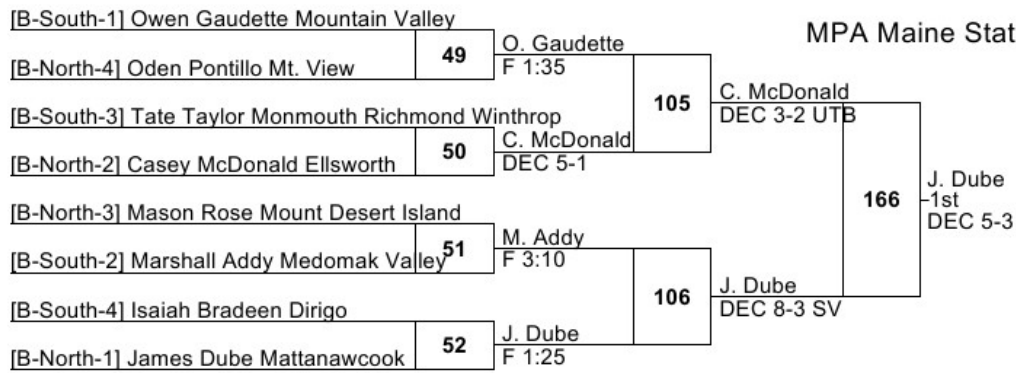 [B-South-1] Owen Gaudette Mountain Valley
MPA Maine Stat
49
O. Gaudette
F 1:35
[B-North-4] Oden Pontillo Mt. View
105
C. McDonald
DEC 3-2 UTB
[B-South-3] Tate Taylor Monmouth Richmond Winthrop
50
C. McDonald
DEC 5-1
[B-North-2] Casey McDonald Ellsworth
166
J. Dube
1st
DEC 5-3
[B-North-3] Mason Rose Mount Desert Island
51
M. Addy
F 3:10
[B-South-2] Marshall Addy Medomak Valley
106
J. Dube
DEC 8-3 SV
[B-South-4] Isaiah Bradeen Dirigo
52
J. Dube
F 1:25
[B-North-1] James Dube Mattanawcook